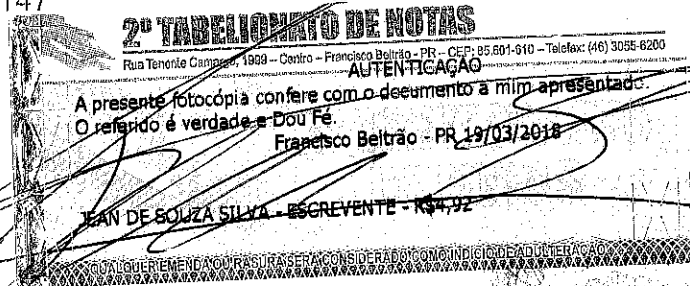 147
2º TABELIONATO DE NOTAS
Rua Tenente Camargo, 1999 – Centro – Francisco Beltrão - PR – CEP: 85.601-610 – Telefax: (46) 3055-6200
AUTENTICAÇÃO
A presente fotocópia confere com o documento a mim apresentado.
O referido é verdade e Dou Fé.
Francisco Beltrão - PR 19/03/2018
JEAN DE SOUZA SILVA - ESCREVENTE - R$4,92
QUALQUER EMENDA OU RASURA SERÁ CONSIDERADO COMO INDÍCIO DE ADULTERAÇÃO